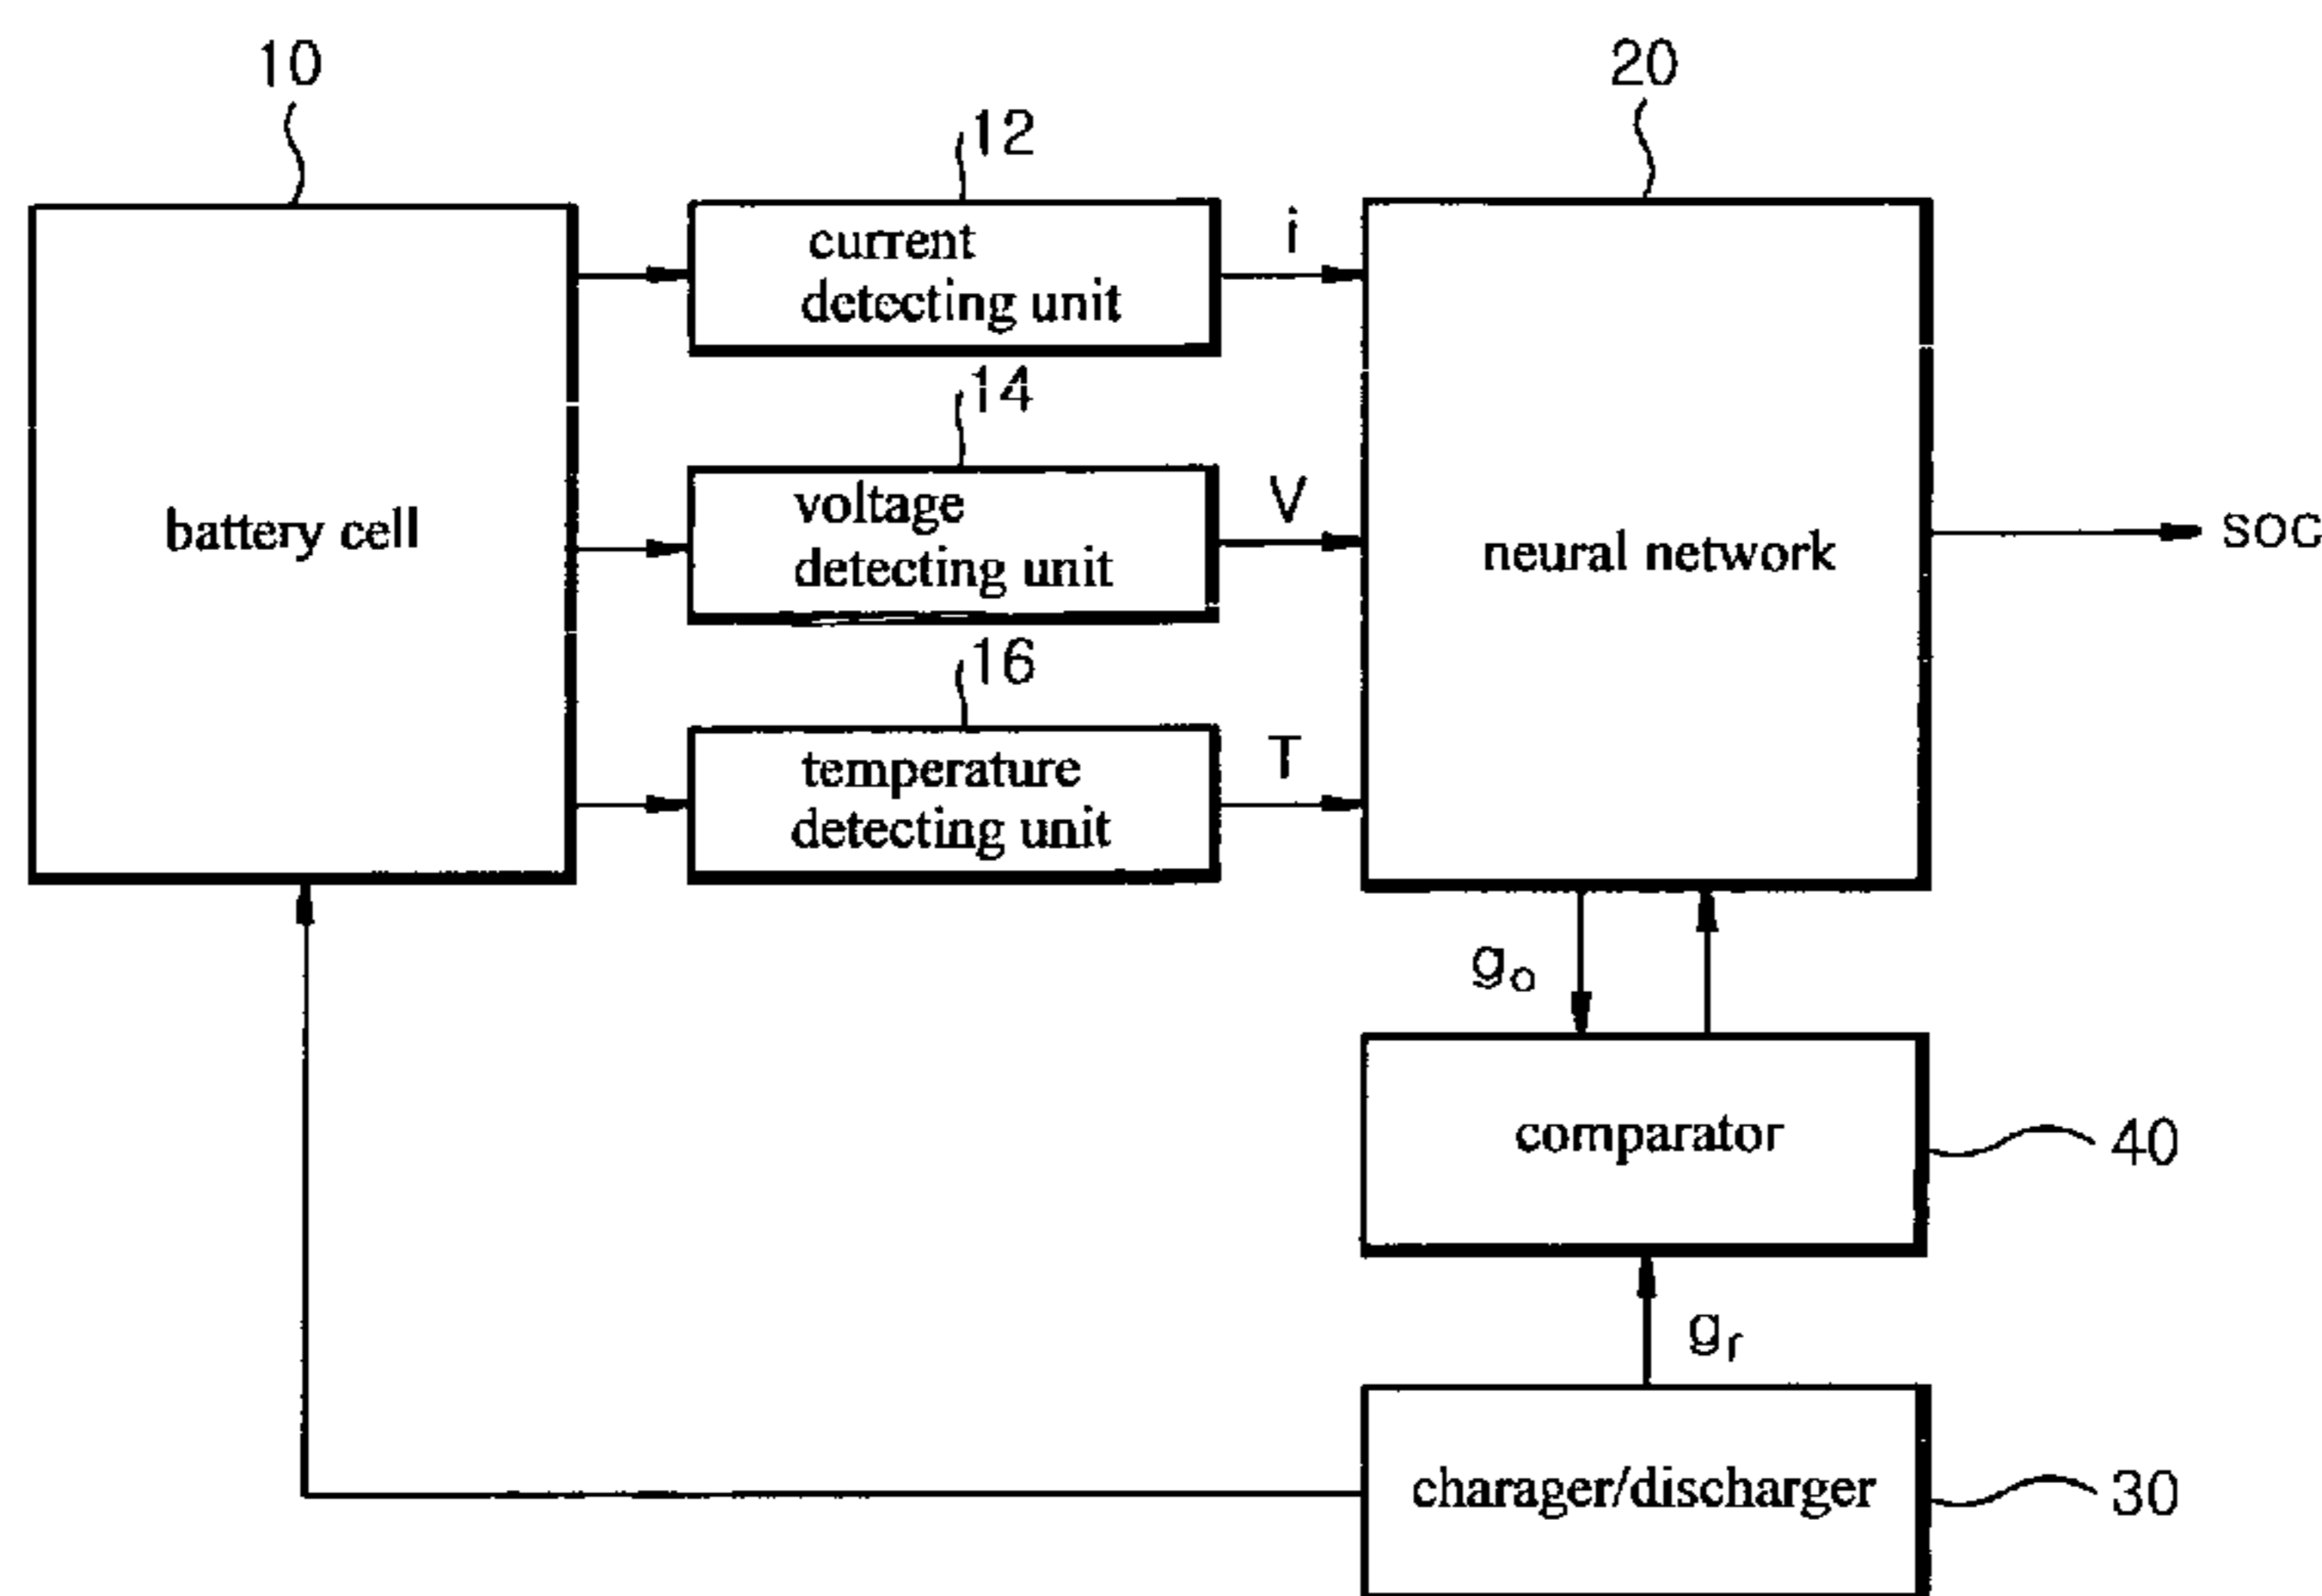 10
20
12
current
detecting unit
i
14
battery cell
voltage
detecting unit
V
neural network
SOC
16
temperature
detecting unit
T
go
comparator
40
gr
charager/discharger
30